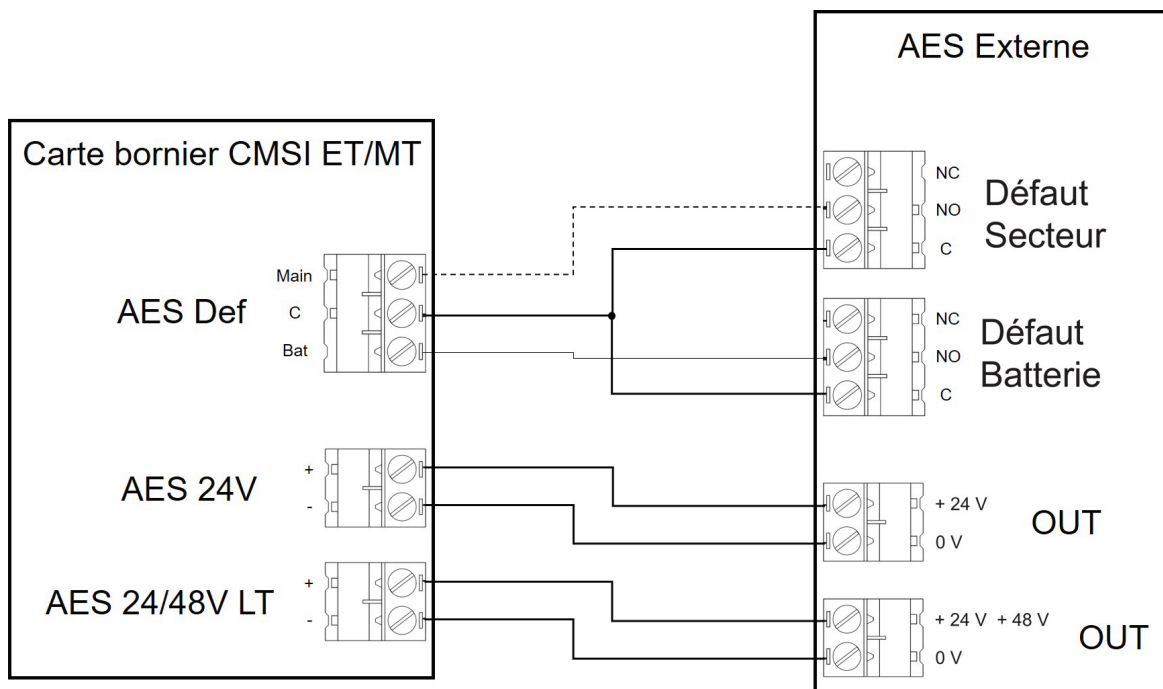 AES Externe
Carte bornier CMSI ET/MT
NC
NO
C
Défaut
Secteur
Main
C
Bat
AES Def
NC
NO
C
Défaut
Batterie
AES 24V
+
-
+ 24 V
0 V
OUT
AES 24/48V LT
+
-
+ 24 V + 48 V
0 V
OUT